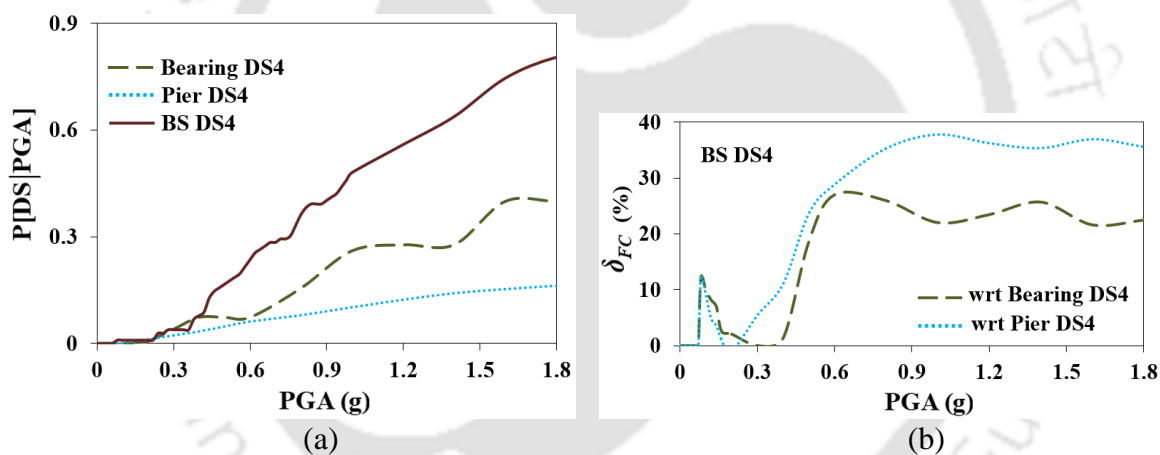 0.9
Bearing DS4
Pier DS4
BS DS4
0.6
P[DS|PGA]
0.3
0
0 0.3 0.6 0.9 1.2 1.5 1.8
PGA (g)
(a)
40
BS DS4
30
δFC (%)
20
10
wrt Bearing DS4
wrt Pier DS4
0
0 0.3 0.6 0.9 1.2 1.5 1.8
PGA (g)
(b)